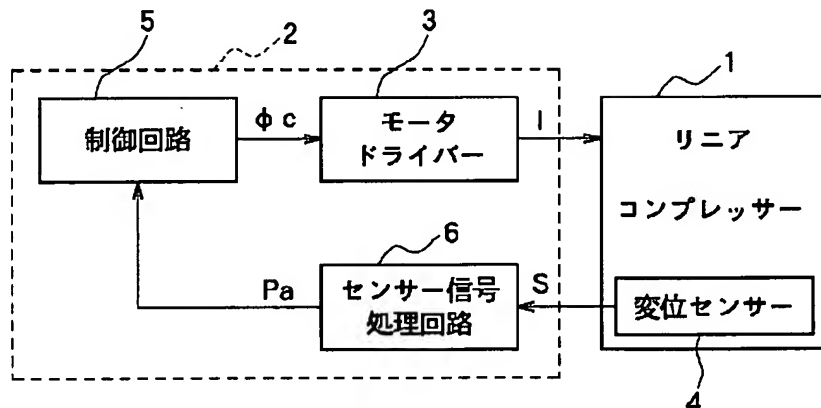 5
2
3
1
制御回路
φc
モータ
ドライバー
I
リニア
コンプレッサー
6
Pa
センサー信号
処理回路
S
変位センサー
4